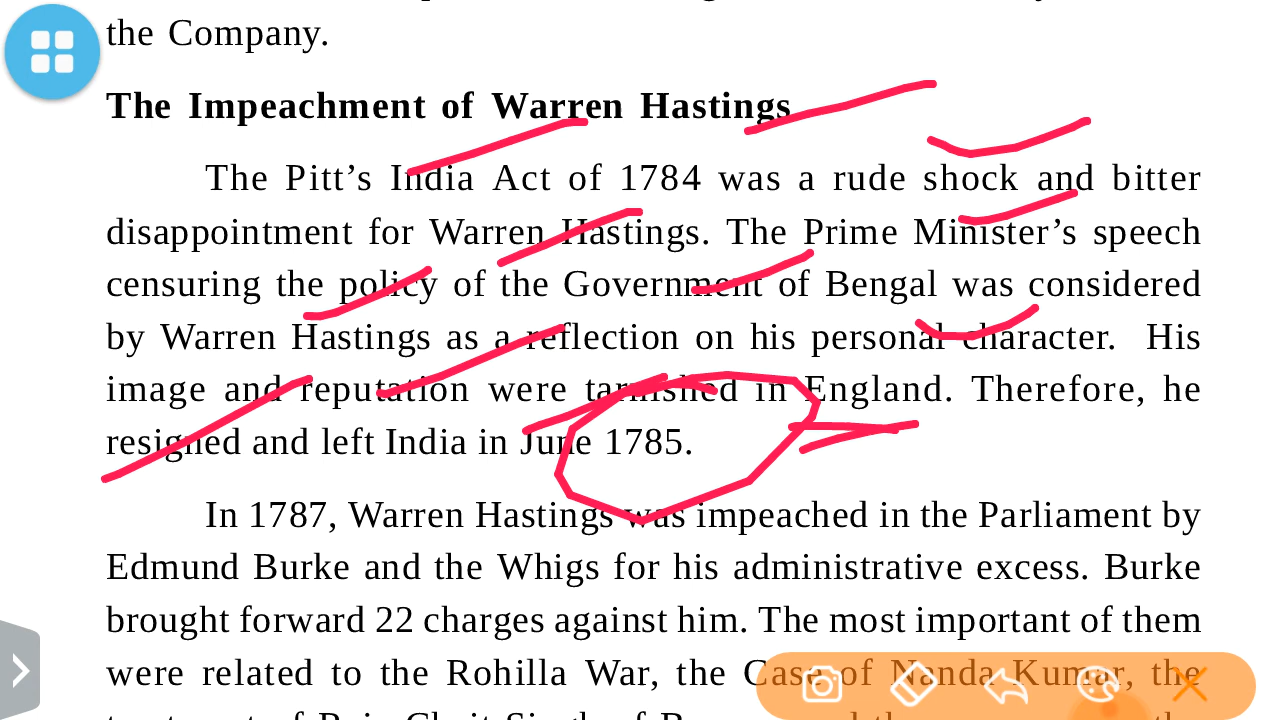 the Company.
The Impeachment of Warren Hastings
The Pitt’s India Act of 1784 was a rude shock and bitter
disappointment for Warren Hastings. The Prime Minister’s speech
censuring the policy of the Government of Bengal was considered
by Warren Hastings as a reflection on his personal character. His
image and reputation were tarnished in England. Therefore, he
resigned and left India in June 1785.
In 1787, Warren Hastings was impeached in the Parliament by
Edmund Burke and the Whigs for his administrative excess. Burke
brought forward 22 charges against him. The most important of them
were related to the Rohilla War, the Case of Nanda Kumar, the